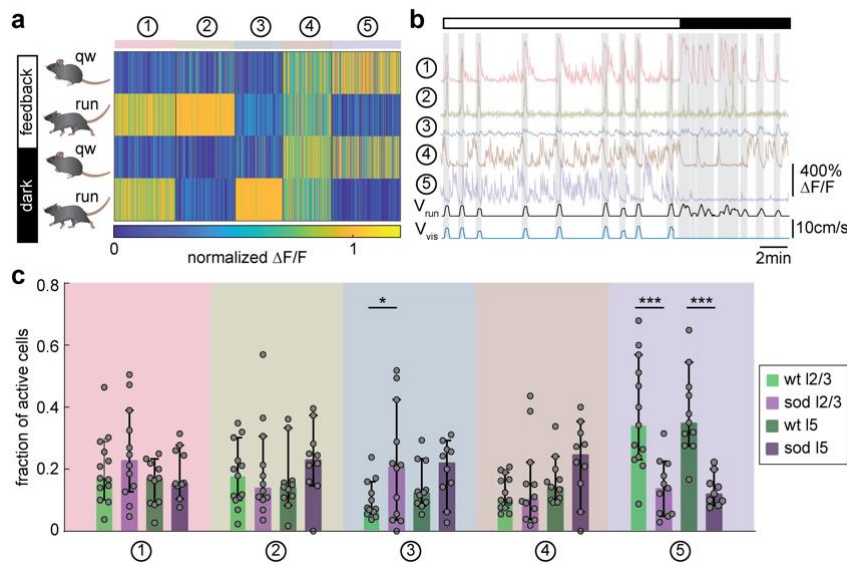 a
① ② ③ ④ ⑤
feedback
dark
qw
run
qw
run
0 1
normalized ΔF/F
b
①
②
③
④
⑤
400%
ΔF/F
V run
V vis
10cm/s
2min
c
fraction of active cells
0.8
0.6
0.4
0.2
0
*
***
***
① ② ③ ④ ⑤
wt l2/3
sod l2/3
wt l5
sod l5